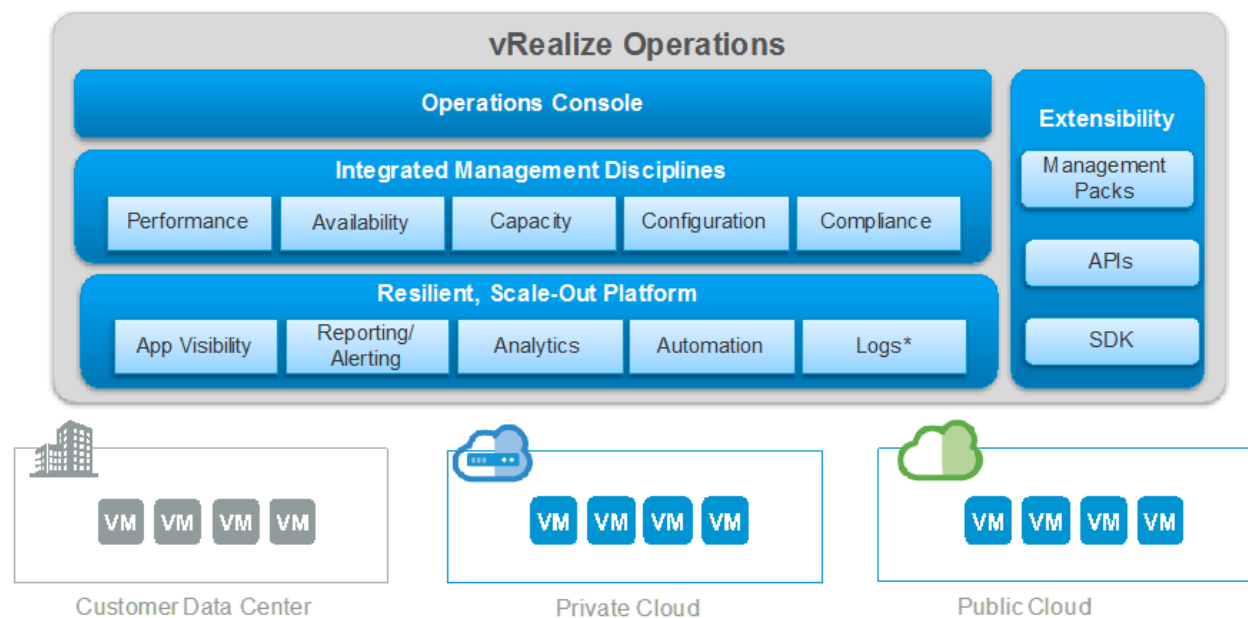 vRealize Operations
Operations Console
Integrated Management Disciplines
Performance
Availability
Capacity
Configuration
Compliance
Resilient, Scale-Out Platform
App Visibility
Reporting/
Alerting
Analytics
Automation
Logs*
Extensibility
Management
Packs
APIs
SDK
VM VM VM VM
Customer Data Center
VM VM VM VM
Private Cloud
VM VM VM VM
Public Cloud